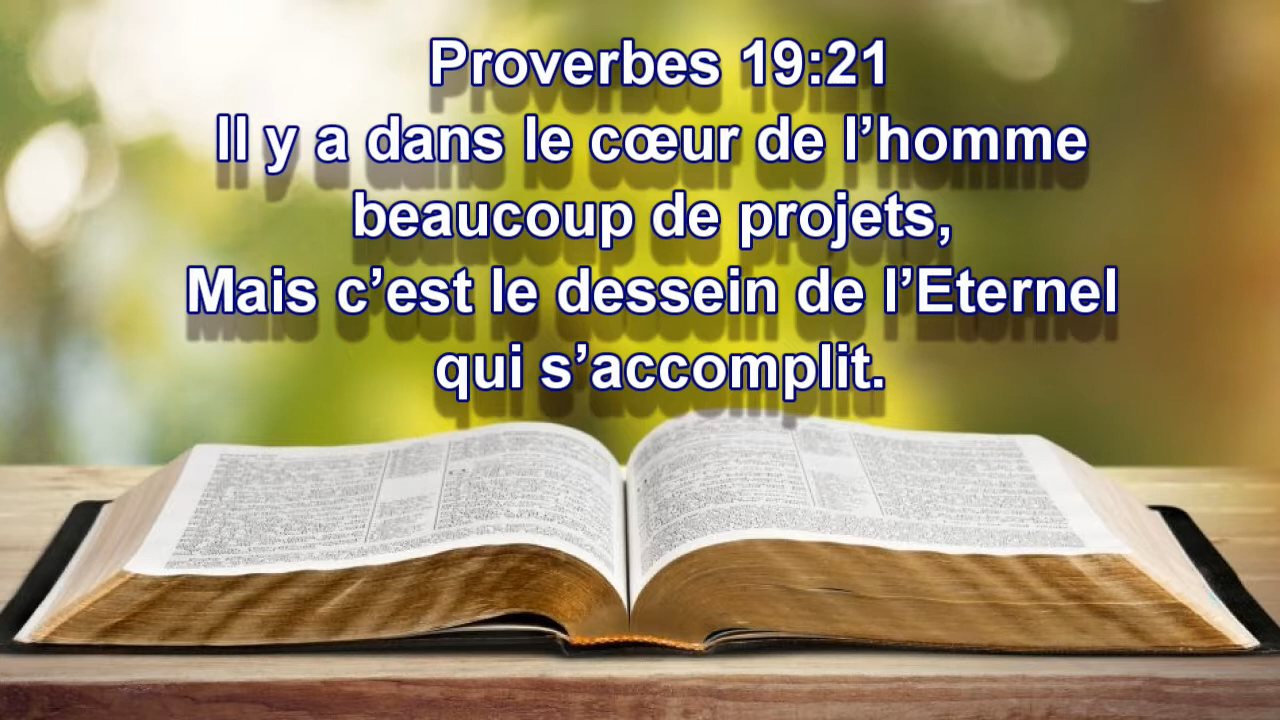 Proverbes 19:21
Il y a dans le cœur de l’homme
beaucoup de projets,
Mais c’est le dessein de l’Eternel
qui s’accomplit.